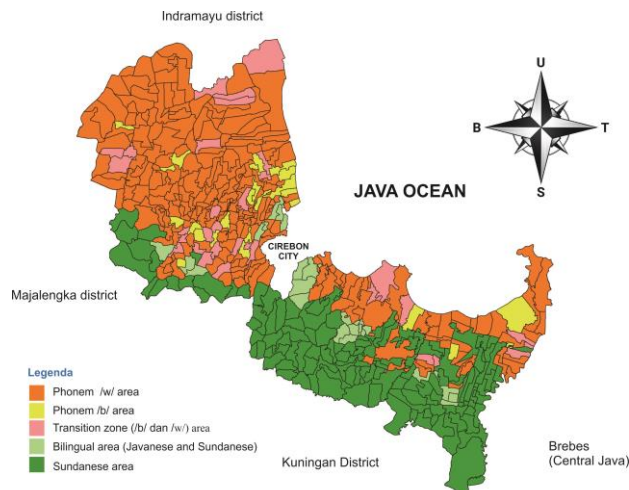 Indramayu district
U
B
T
S
JAVA OCEAN
CIREBON
CITY
Majalengka district
Legenda
Phonem /w/ area
Phonem /b/ area
Transition zone (/b/ dan /w/) area
Bilingual area (Javanese and Sundanese)
Sundanese area
Kuningan District
Brebes
(Central Java)